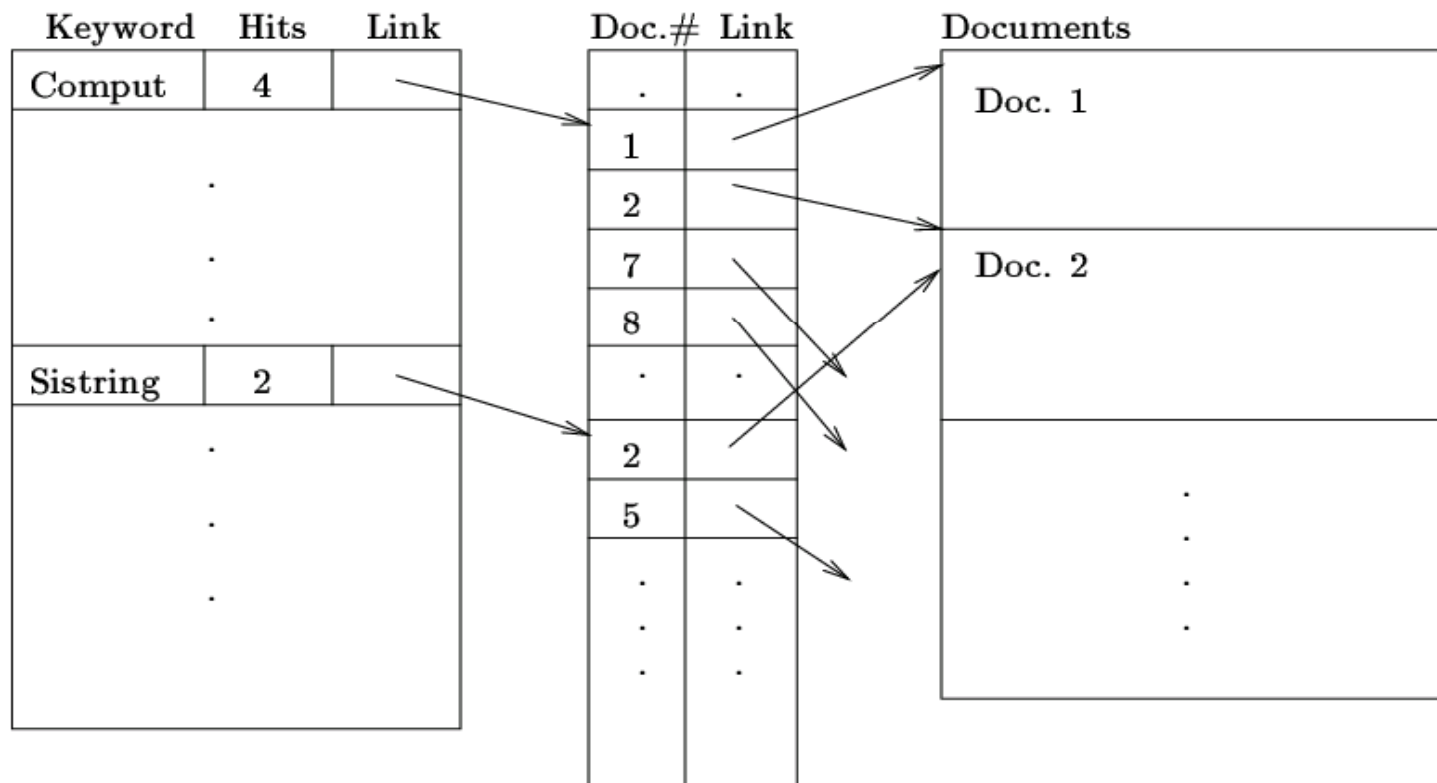 Keyword Hits Link Doc.# Link Documents
Comput 4
Doc. 1
1
2
7
Doc. 2
8
Sistring 2
2
5